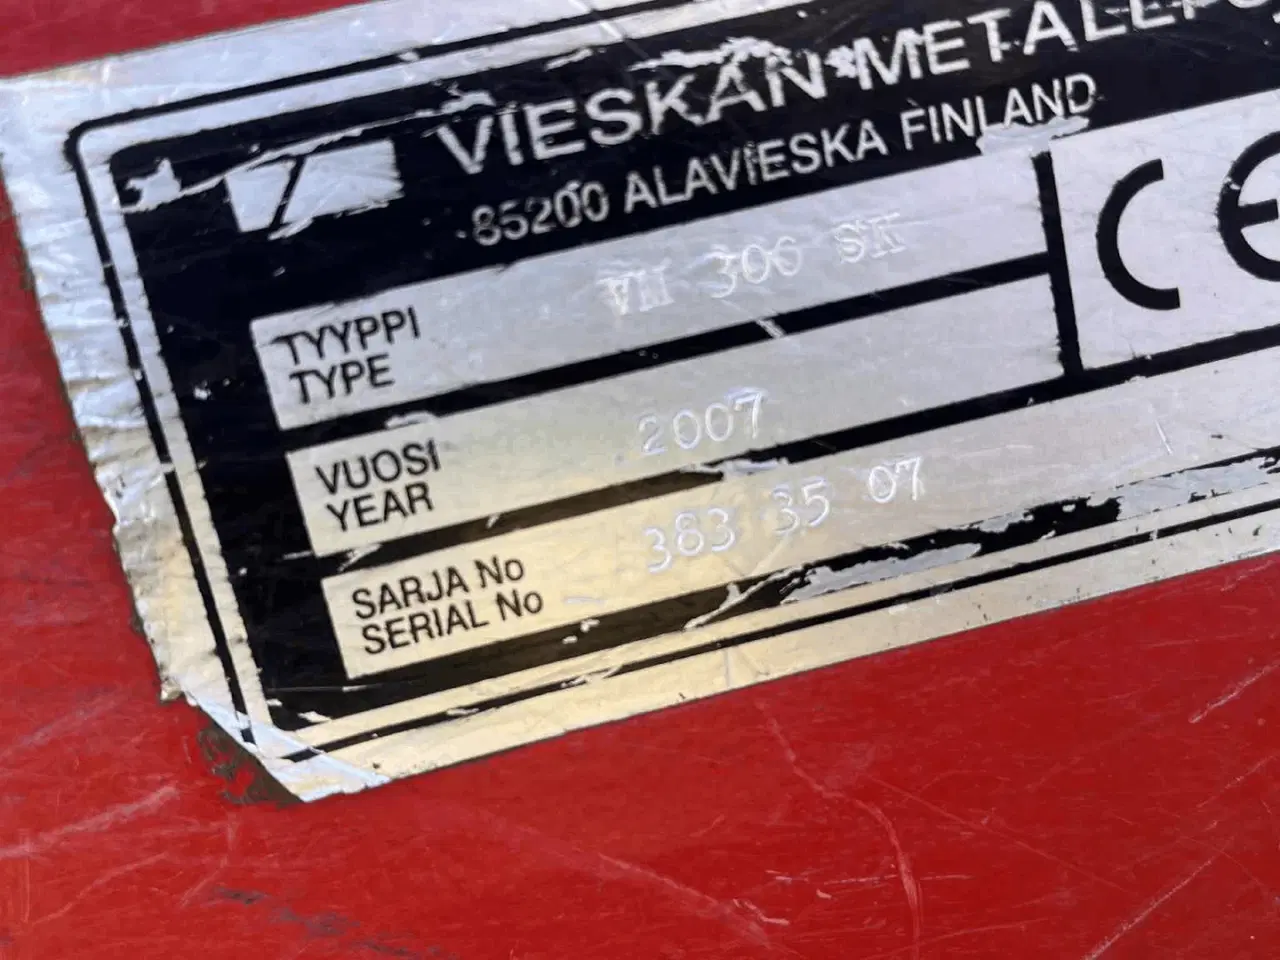 VIESKAN METALLI
85200 ALAVIESKA FINLAND
TYYPPI
TYPE
VM 306 SK
CE
VUOSI
YEAR
2007
SARJA No
SERIAL No
383 35 07